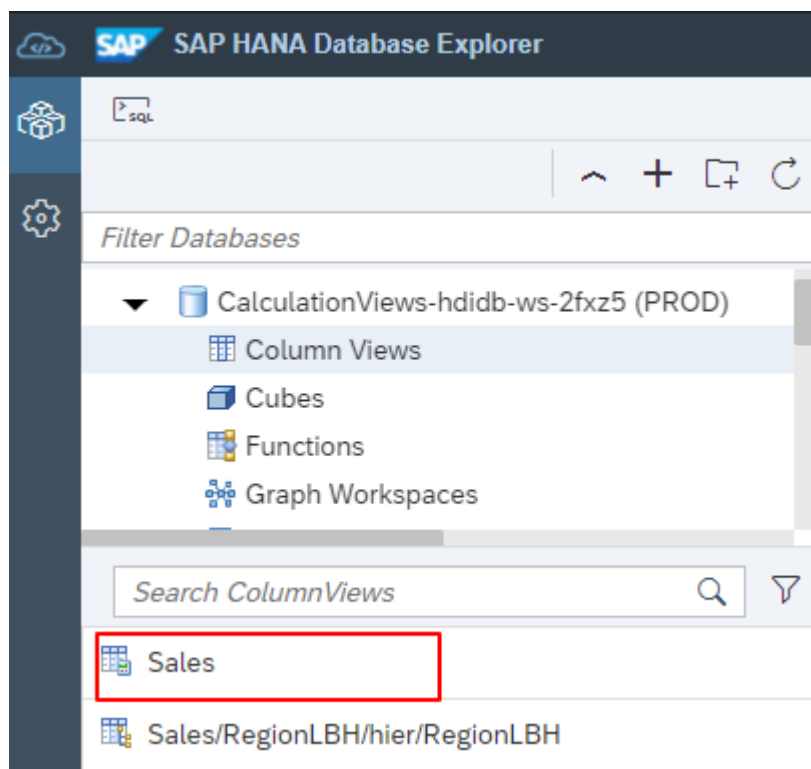 SAP SAP HANA Database Explorer
SQL
Filter Databases
CalculationViews-hdidb-ws-2fxz5 (PROD)
Column Views
Cubes
Functions
Graph Workspaces
Search ColumnViews
Sales
Sales/RegionLBH/hier/RegionLBH